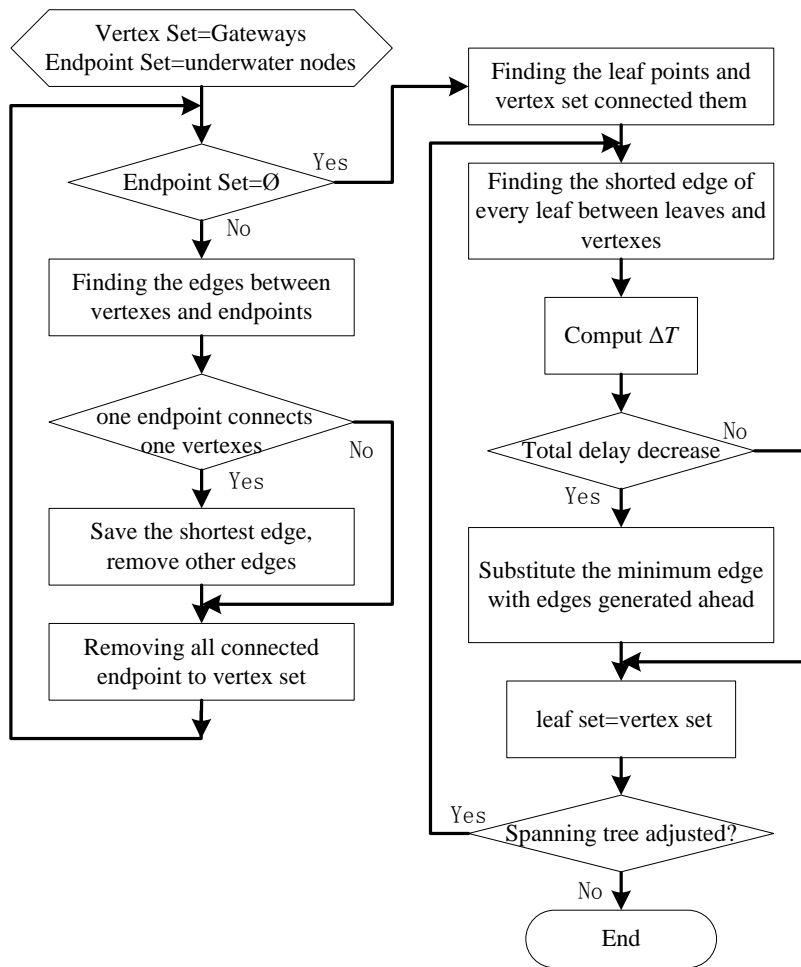 Vertex Set=Gateways
Endpoint Set=underwater nodes
Endpoint Set=Ø
Yes
No
Finding the edges between
vertexes and endpoints
one endpoint connects
one vertexes
No
Yes
Save the shortest edge,
remove other edges
Removing all connected
endpoint to vertex set
Finding the leaf points and
vertex set connected them
Finding the shorted edge of
every leaf between leaves and
vertexes
Comput ΔT
Total delay decrease
No
Yes
Substitute the minimum edge
with edges generated ahead
leaf set=vertex set
Yes
Spanning tree adjusted?
No
End